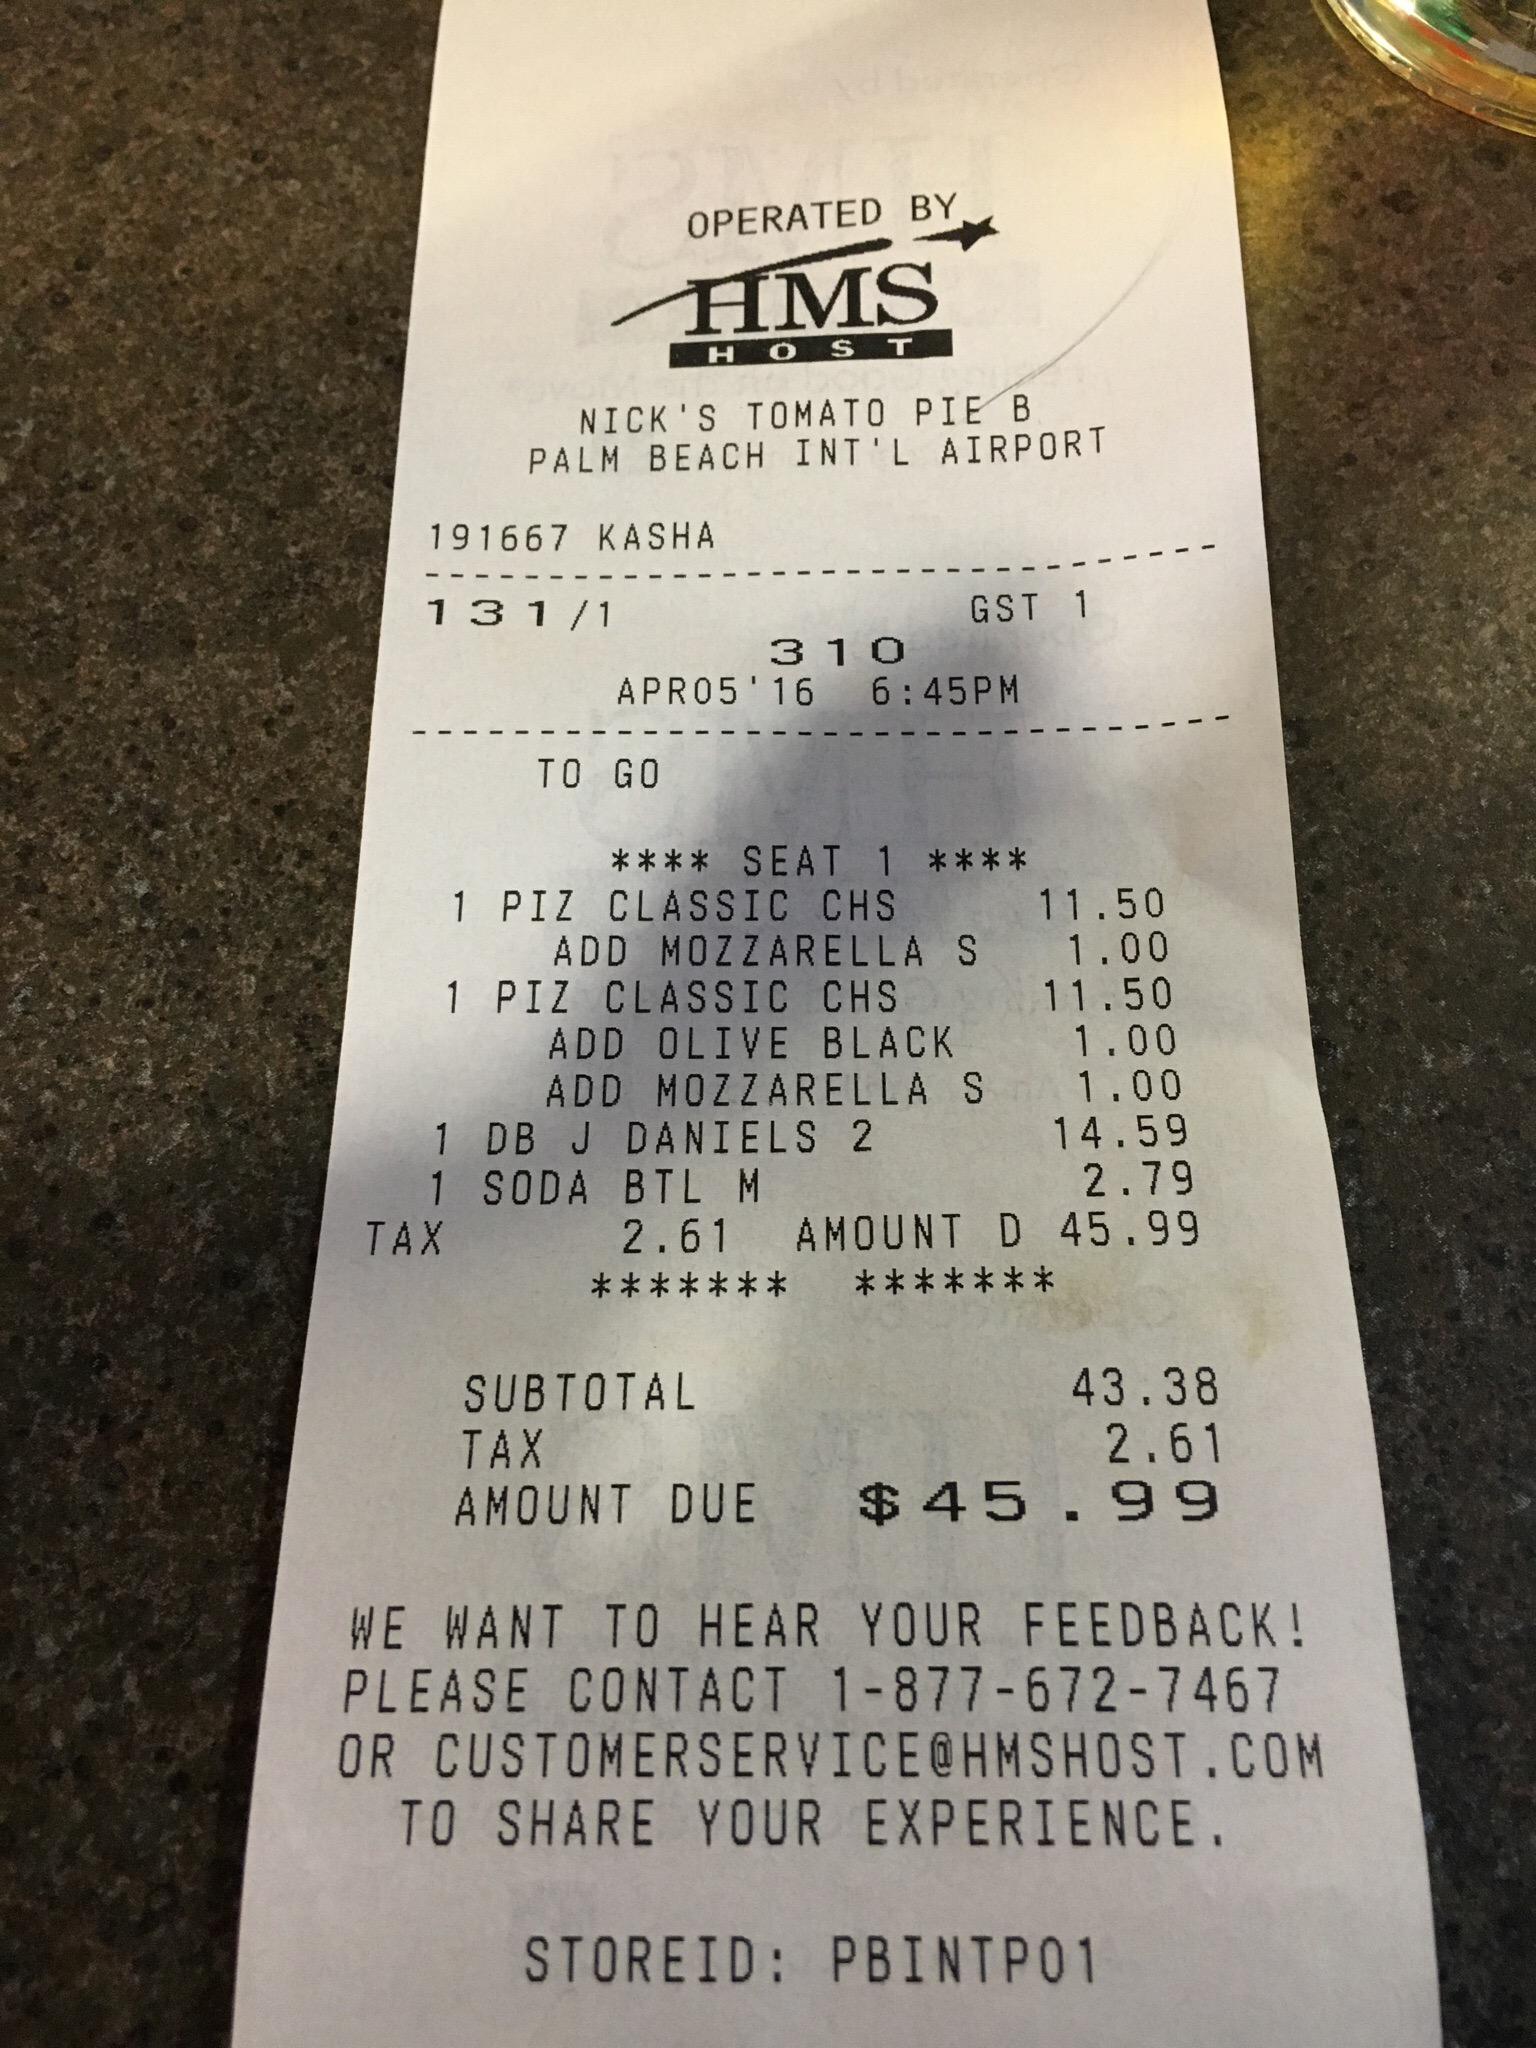 OPERATED BY
HMS
HOST
NICK'S TOMATO PIE B
PALM BEACH INT'L AIRPORT
191667 KASHA
--------------------------------
131/1 GST 1
310
APR05'16 6:45PM
--------------------------------
TO GO
**** SEAT 1 ****
1 PIZ CLASSIC CHS 11.50
ADD MOZZARELLA S 1.00
1 PIZ CLASSIC CHS 11.50
ADD OLIVE BLACK 1.00
ADD MOZZARELLA S 1.00
1 DB J DANIELS 2 14.59
1 SODA BTL M 2.79
TAX 2.61 AMOUNT D 45.99
******* *******
SUBTOTAL 43.38
TAX 2.61
AMOUNT DUE $45.99
WE WANT TO HEAR YOUR FEEDBACK!
PLEASE CONTACT 1-877-672-7467
OR CUSTOMERSERVICE@HMSHOST.COM
TO SHARE YOUR EXPERIENCE.
STOREID: PBINTP01